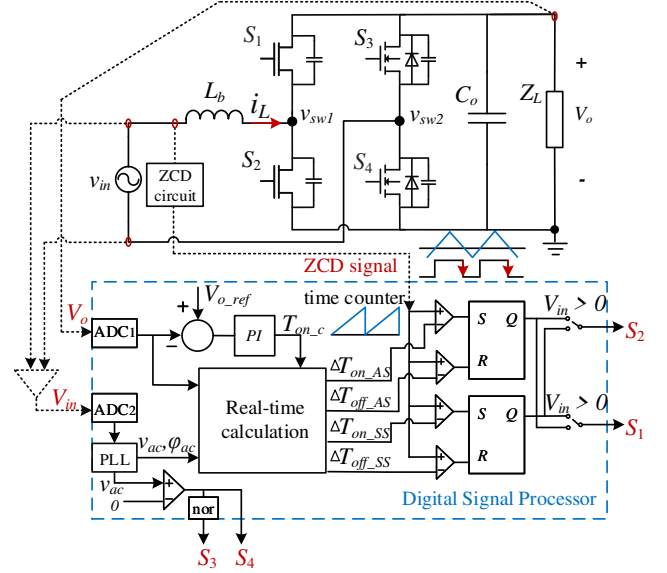 S1
S3
Lb
iL
vsw1
vsw2
Co
ZL
+
Vo
-
S2
S4
vin
ZCD
circuit
ZCD signal
Vo_ref
time counter
Vin > 0
Vo
ADC1
+
−
PI
Ton_c
+
−
S
Q
R
S2
ΔTon_AS
ΔToff_AS
ΔTon_SS
ΔToff_SS
+
−
+
−
+
−
Real-time
calculation
Vin
ADC2
Vin > 0
S
Q
R
S1
PLL
vac,φac
vac
0
+
−
nor
Digital Signal Processor
S3
S4